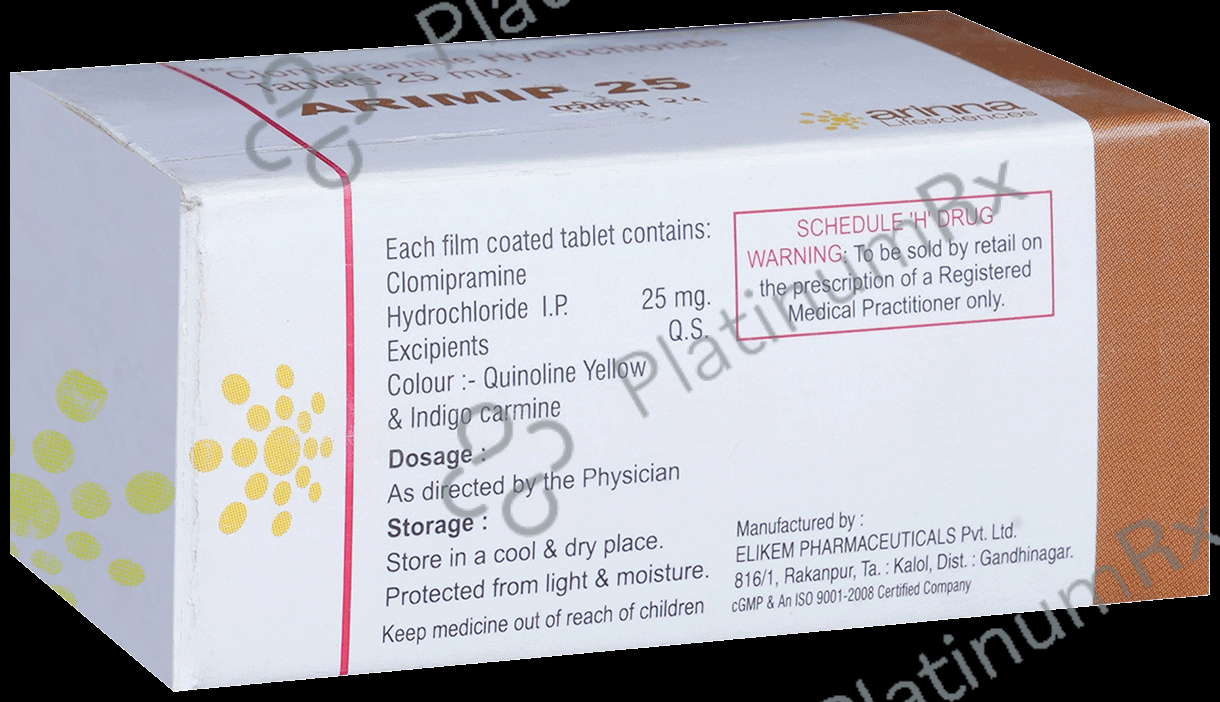 Clomipramine Hydrochloride
Tablets 25 mg.
ARIMIP 25
arinna
Lifesciences
Each film coated tablet contains:
Clomipramine
Hydrochloride I.P. 25 mg.
Excipients Q.S.
Colour :- Quinoline Yellow
& Indigo carmine
Dosage :
As directed by the Physician
Storage :
Store in a cool & dry place.
Protected from light & moisture.
Keep medicine out of reach of children
SCHEDULE 'H' DRUG
WARNING: To be sold by retail on
the prescription of a Registered
Medical Practitioner only.
Manufactured by :
ELIKEM PHARMACEUTICALS Pvt. Ltd.
816/1, Rakanpur, Ta. : Kalol, Dist. : Gandhinagar.
cGMP & An ISO 9001-2008 Certified Company
PlatinumRx
PlatinumRx